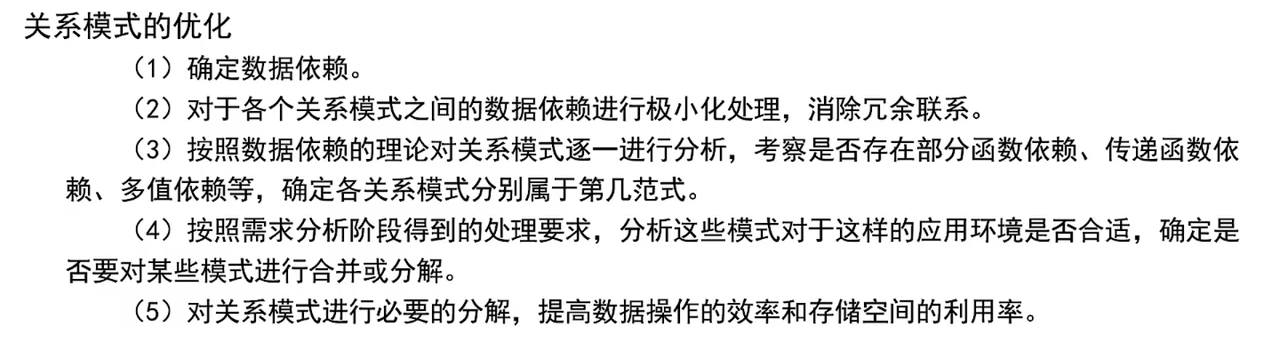 关系模式的优化
（1）确定数据依赖。
（2）对于各个关系模式之间的数据依赖进行极小化处理，消除冗余联系。
（3）按照数据依赖的理论对关系模式逐一进行分析，考察是否存在部分函数依赖、传递函数依
赖、多值依赖等，确定各关系模式分别属于第几范式。
（4）按照需求分析阶段得到的处理要求，分析这些模式对于这样的应用环境是否合适，确定是
否要对某些模式进行合并或分解。
（5）对关系模式进行必要的分解，提高数据操作的效率和存储空间的利用率。